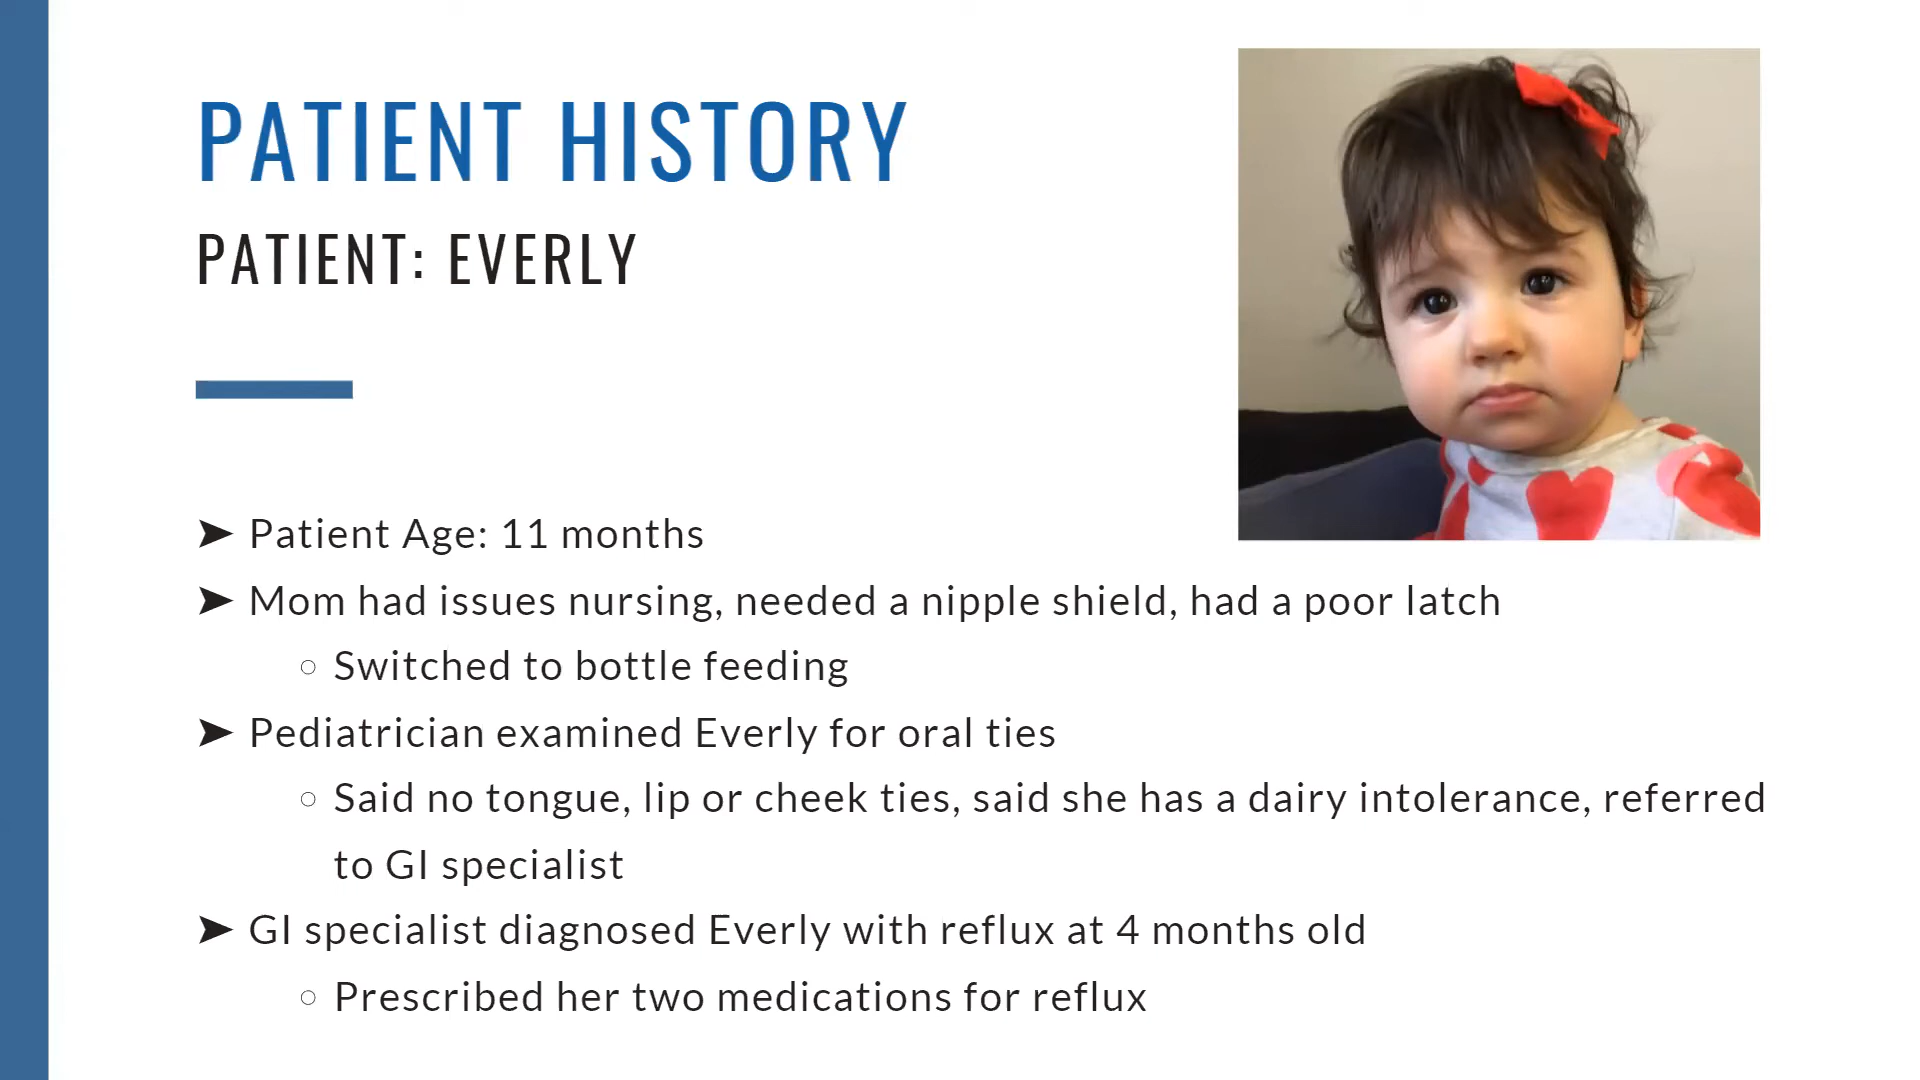 PATIENT HISTORY
PATIENT: EVERLY
➤ Patient Age: 11 months
➤ Mom had issues nursing, needed a nipple shield, had a poor latch
○ Switched to bottle feeding
➤ Pediatrician examined Everly for oral ties
○ Said no tongue, lip or cheek ties, said she has a dairy intolerance, referred
to GI specialist
➤ GI specialist diagnosed Everly with reflux at 4 months old
○ Prescribed her two medications for reflux